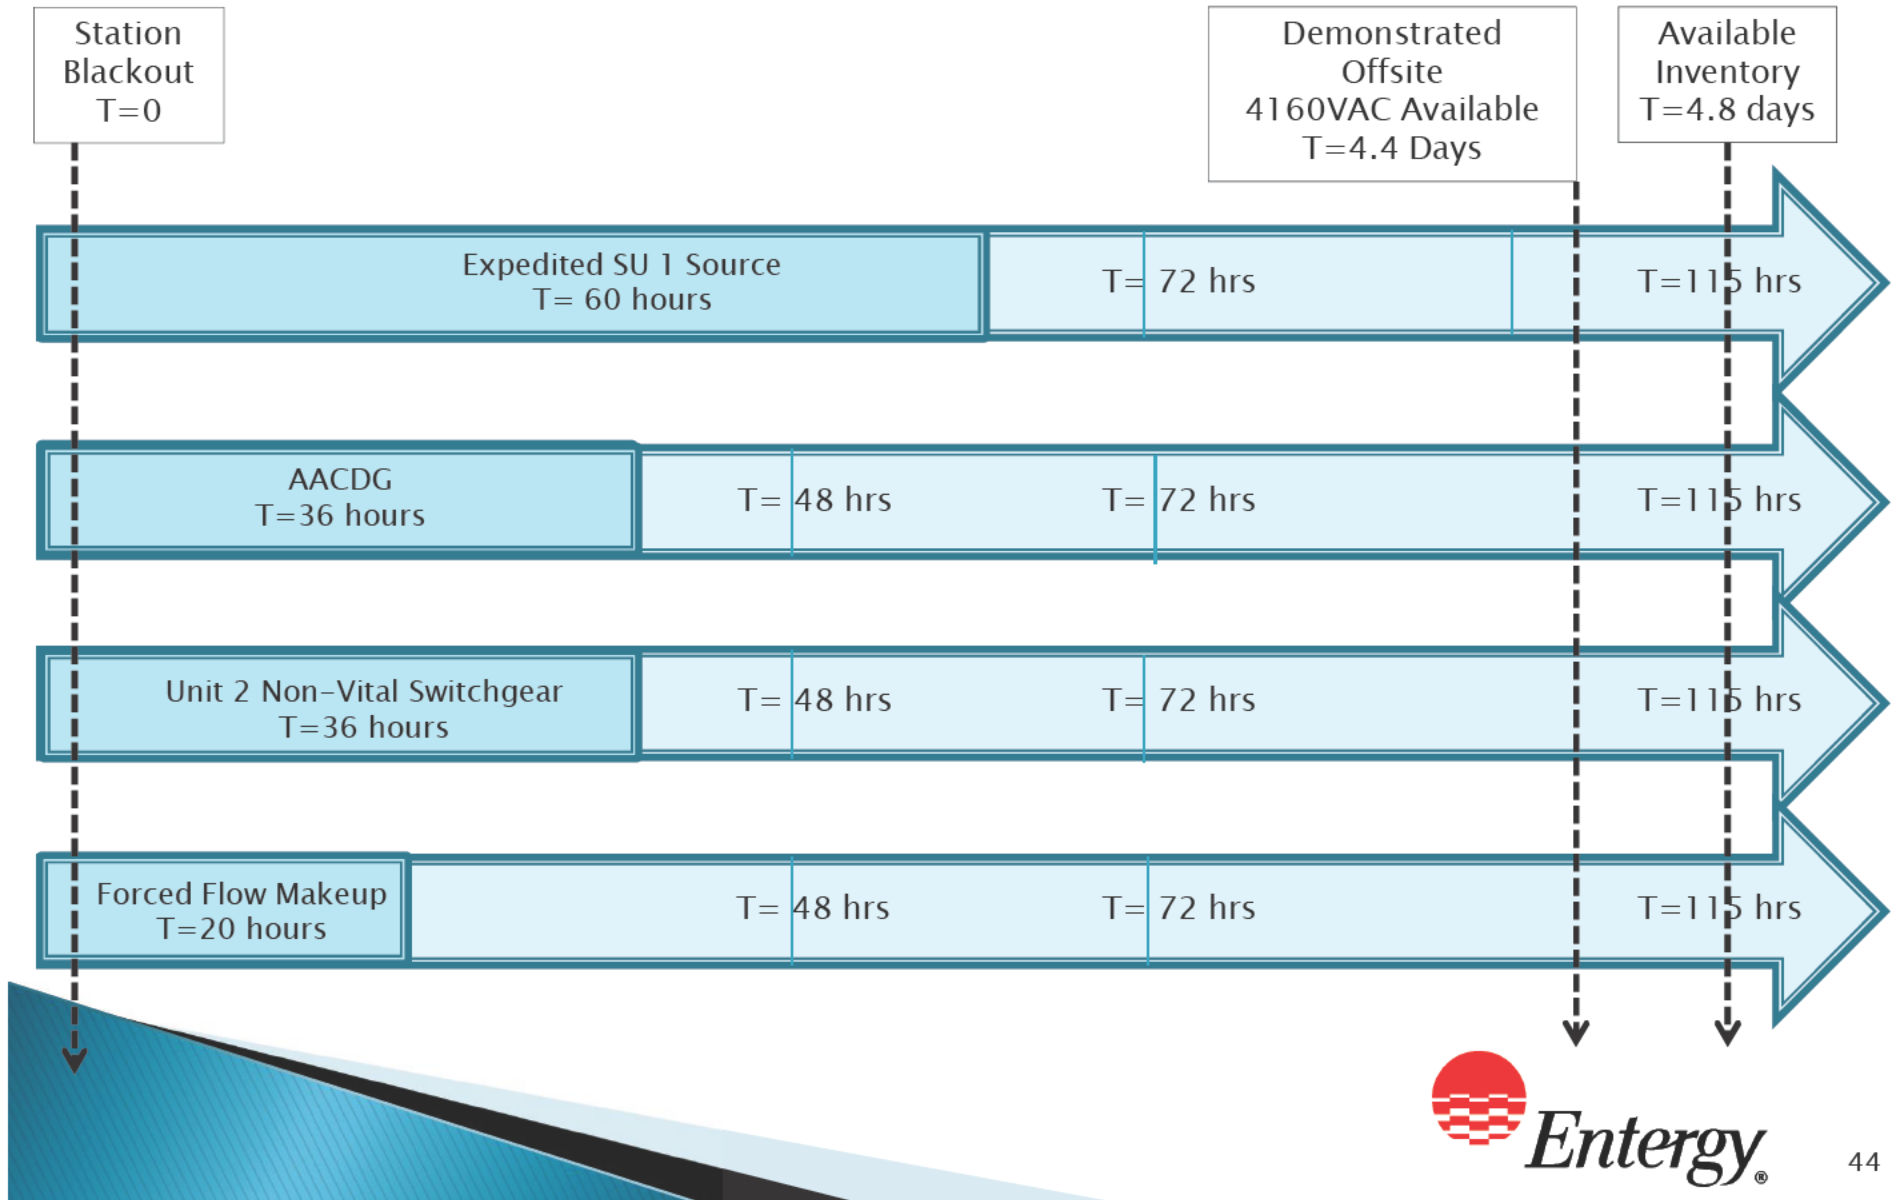 Station
Blackout
T=0
Demonstrated
Offsite
4160VAC Available
T=4.4 Days
Available
Inventory
T=4.8 days
Expedited SU 1 Source
T= 60 hours
T= 72 hrs
T=115 hrs
AACDG
T=36 hours
T= 48 hrs
T= 72 hrs
T=115 hrs
Unit 2 Non-Vital Switchgear
T=36 hours
T= 48 hrs
T= 72 hrs
T=115 hrs
Forced Flow Makeup
T=20 hours
T= 48 hrs
T= 72 hrs
T=115 hrs
Entergy®
44